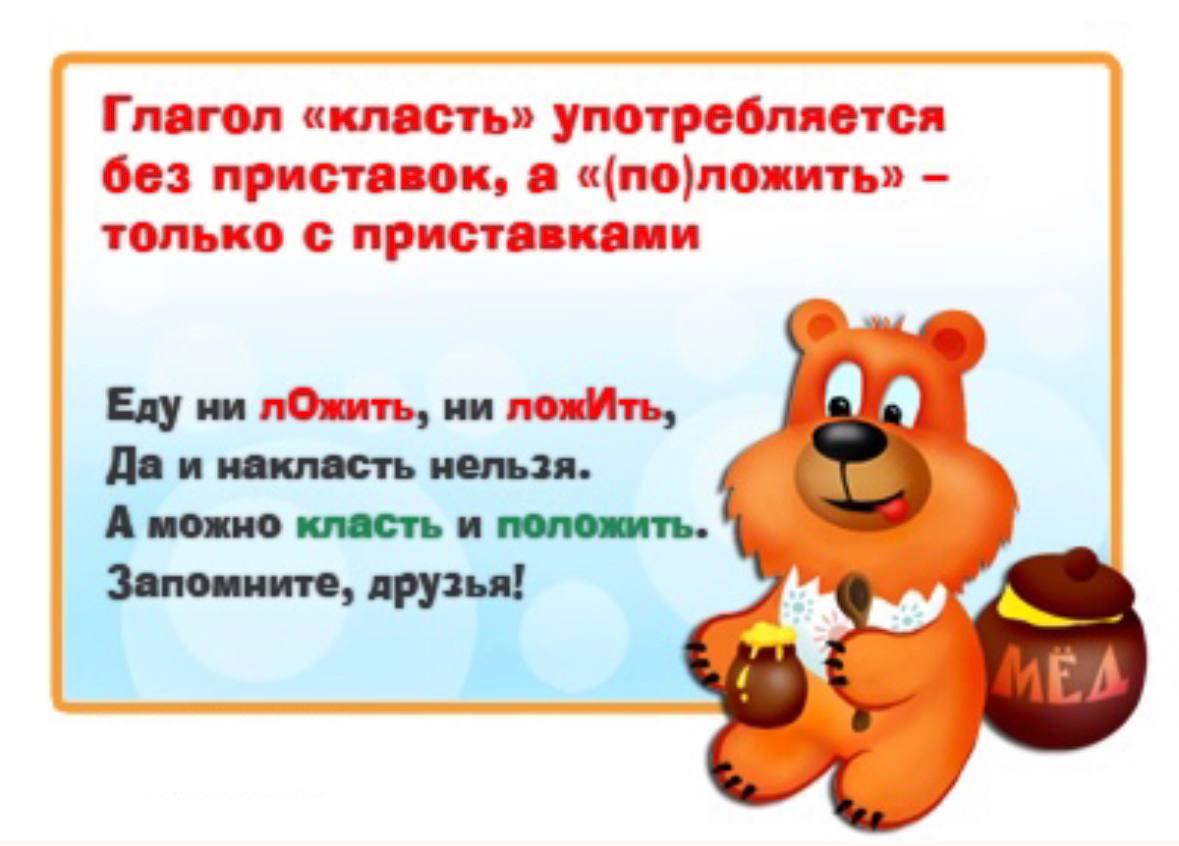 Глагол «класть» употребляется
без приставок, а «(по)ложить» –
только с приставками
Еду ни лОжить, ни ложИть,
Да и накласть нельзя.
А можно класть и положить.
Запомните, друзья!
МЁД